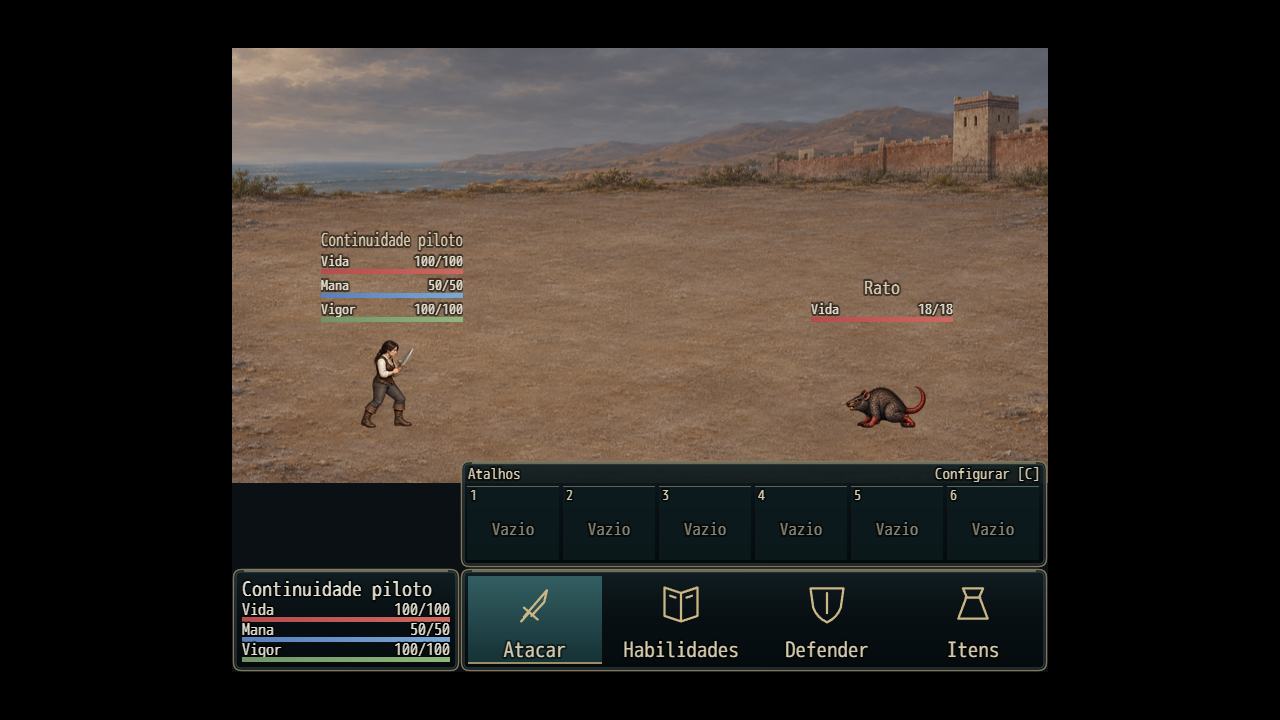 Continuidade piloto
Vida 100/100
Mana 50/50
Vigor 100/100
Rato
Vida 18/18
Atalhos Configurar [C]
1 2 3 4 5 6
Vazio Vazio Vazio Vazio Vazio Vazio
Continuidade piloto
Vida 100/100
Mana 50/50
Vigor 100/100
Atacar Habilidades Defender Itens